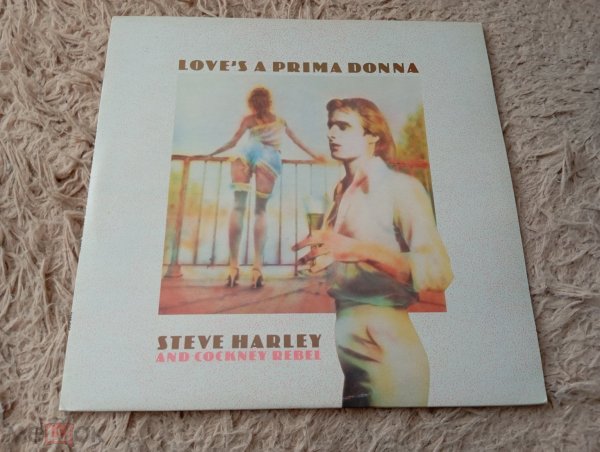 LOVE'S A PRIMA DONNA
STEVE HARLEY
AND COCKNEY REBEL